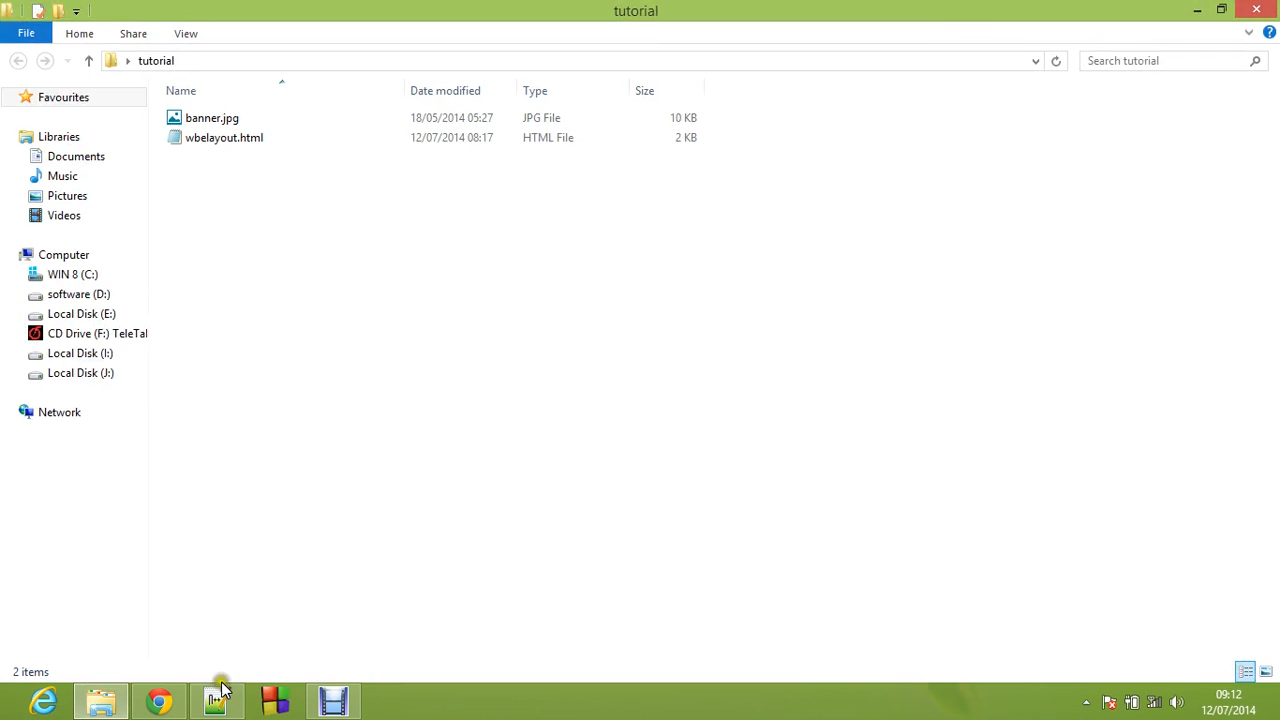 tutorial
File Home Share View
tutorial
Search tutorial
Name Date modified Type Size
Favourites
banner.jpg 18/05/2014 05:27 JPG File 10 KB
wbelayout.html 12/07/2014 08:17 HTML File 2 KB
Libraries
Documents
Music
Pictures
Videos
Computer
WIN 8 (C:)
software (D:)
Local Disk (E:)
CD Drive (F:) TeleTal
Local Disk (I:)
Local Disk (J:)
Network
2 items
09:12
12/07/2014